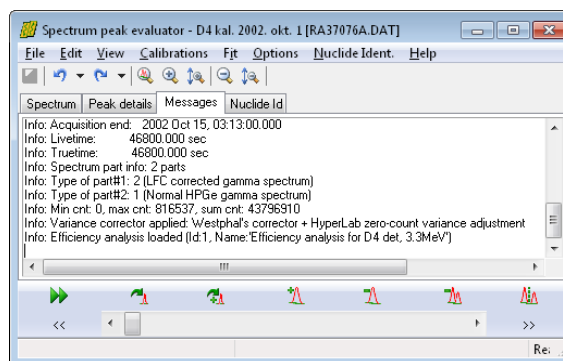 Spectrum peak evaluator - D4 kal. 2002. okt. 1 [RA37076A.DAT]
File Edit View Calibrations Fit Options Nuclide Ident. Help
Spectrum Peak details Messages Nuclide Id
Info: Acquisition end: 2002 Oct 15, 03:13:00.000
Info: Livetime: 46800.000 sec
Info: Truetime: 46800.000 sec
Info: Spectrum part info: 2 parts
Info: Type of part#1: 2 (LFC corrected gamma spectrum)
Info: Type of part#2: 1 (Normal HPGe gamma spectrum)
Info: Min cnt: 0, max cnt: 816537, sum cnt: 43796910
Info: Variance corrector applied: Westphal's corrector + HyperLab zero-count variance adjustment
Info: Efficiency analysis loaded (Id:1, Name:'Efficiency analysis for D4 det, 3.3MeV')
<< >>